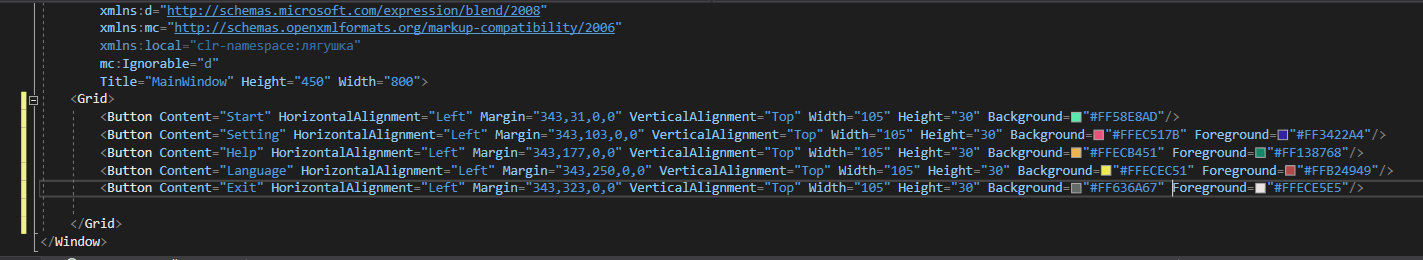 xmlns:d="http://schemas.microsoft.com/expression/blend/2008"
xmlns:mc="http://schemas.openxmlformats.org/markup-compatibility/2006"
xmlns:local="clr-namespace:лягушка"
mc:Ignorable="d"
Title="MainWindow" Height="450" Width="800">
<Grid>
<Button Content="Start" HorizontalAlignment="Left" Margin="343,31,0,0" VerticalAlignment="Top" Width="105" Height="30" Background="#FF58E8AD"/>
<Button Content="Setting" HorizontalAlignment="Left" Margin="343,103,0,0" VerticalAlignment="Top" Width="105" Height="30" Background="#FFEC517B" Foreground="#FF3422A4"/>
<Button Content="Help" HorizontalAlignment="Left" Margin="343,177,0,0" VerticalAlignment="Top" Width="105" Height="30" Background="#FFECB451" Foreground="#FF138768"/>
<Button Content="Language" HorizontalAlignment="Left" Margin="343,250,0,0" VerticalAlignment="Top" Width="105" Height="30" Background="#FFECEC51" Foreground="#FFB24949"/>
<Button Content="Exit" HorizontalAlignment="Left" Margin="343,323,0,0" VerticalAlignment="Top" Width="105" Height="30" Background="#FF636A67" Foreground="#FFECE5E5"/>
</Grid>
</Window>